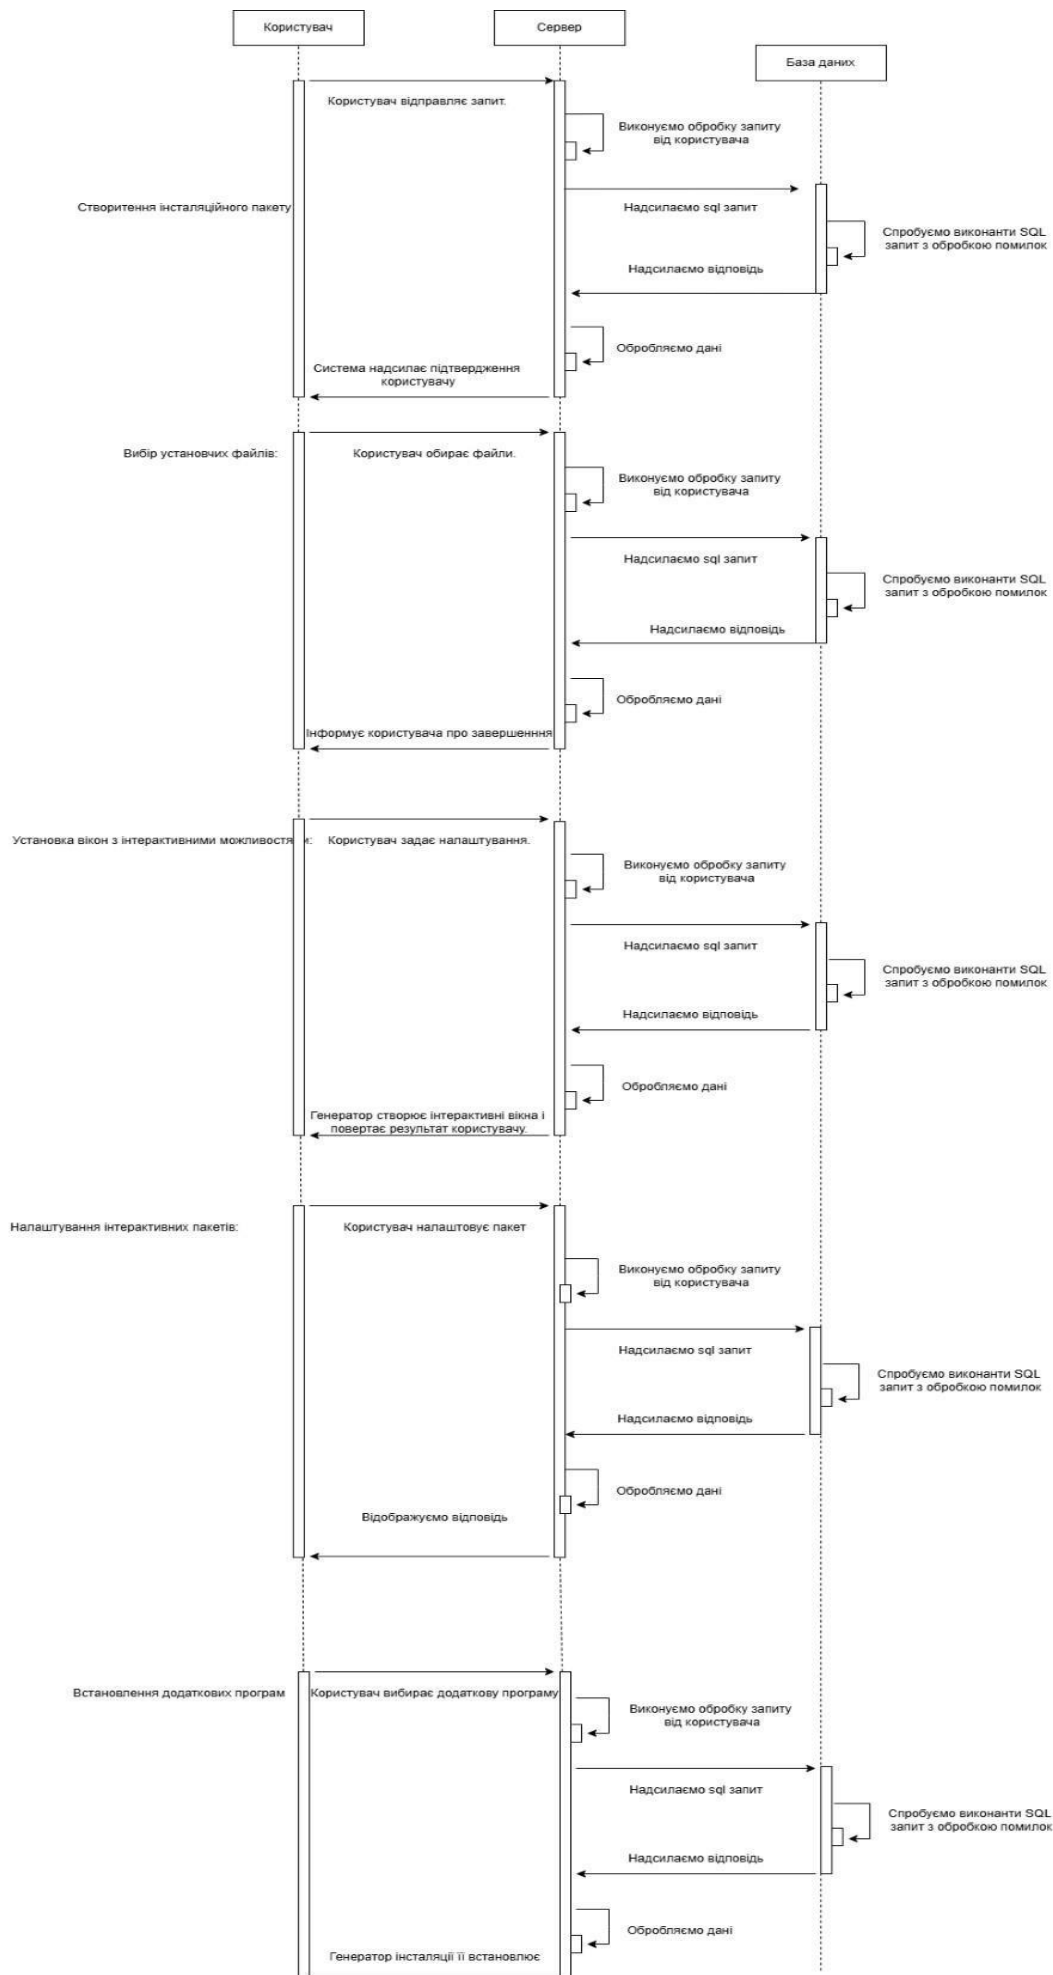 Користувач
Сервер
База даних
Користувач відправляє запит.
Виконуємо обробку запиту
від користувача
Створитення інсталяційного пакету
Надсилаємо sql запит
Спробуємо виконанти SQL
запит з обробкою помилок
Надсилаємо відповідь
Обробляємо дані
Система надсилає підтвердження
користувачу
Вибір установчих файлів:
Користувач обирає файли.
Виконуємо обробку запиту
від користувача
Надсилаємо sql запит
Спробуємо виконанти SQL
запит з обробкою помилок
Надсилаємо відповідь
Обробляємо дані
Інформує користувача про завершенння
Установка вікон з інтерактивними можливостями:
Користувач задає налаштування.
Виконуємо обробку запиту
від користувача
Надсилаємо sql запит
Спробуємо виконанти SQL
запит з обробкою помилок
Надсилаємо відповідь
Обробляємо дані
Генератор створює інтерактивні вікна і
повертає результат користувачу.
Налаштування інтерактивних пакетів:
Користувач налаштовує пакет
Виконуємо обробку запиту
від користувача
Надсилаємо sql запит
Спробуємо виконанти SQL
запит з обробкою помилок
Надсилаємо відповідь
Обробляємо дані
Відображуємо відповідь
Встановлення додаткових програм
Користувач вибирає додаткову програму
Виконуємо обробку запиту
від користувача
Надсилаємо sql запит
Спробуємо виконанти SQL
запит з обробкою помилок
Надсилаємо відповідь
Обробляємо дані
Генератор інсталяції її встановлює